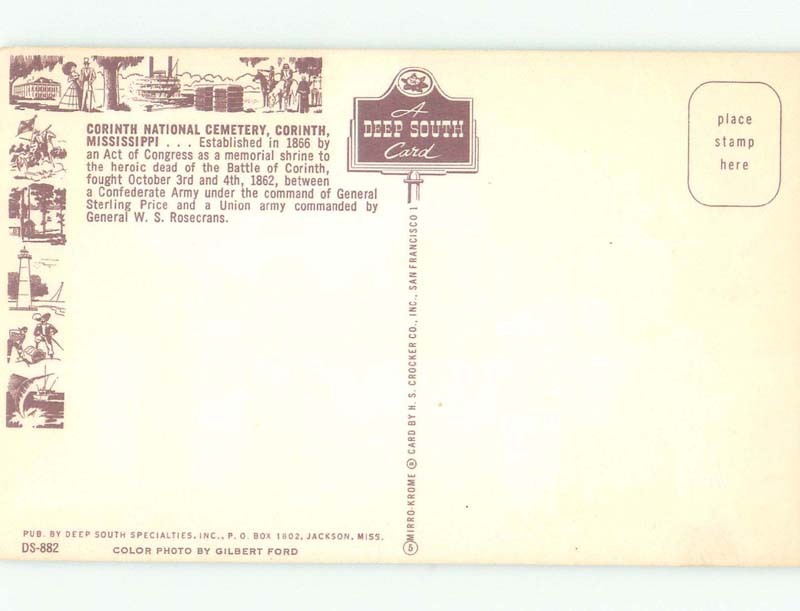 CORINTH NATIONAL CEMETERY, CORINTH,
MISSISSIPPI . . . Established in 1866 by
an Act of Congress as a memorial shrine to
the heroic dead of the Battle of Corinth,
fought October 3rd and 4th, 1862, between
a Confederate Army under the command of General
Sterling Price and a Union army commanded by
General W. S. Rosecrans.
A
DEEP SOUTH
Card
place
stamp
here
MIRRO-KROME ® CARD BY H. S. CROCKER CO., INC., SAN FRANCISCO 1
5
PUB. BY DEEP SOUTH SPECIALTIES, INC., P. O. BOX 1802, JACKSON, MISS.
DS-882
COLOR PHOTO BY GILBERT FORD